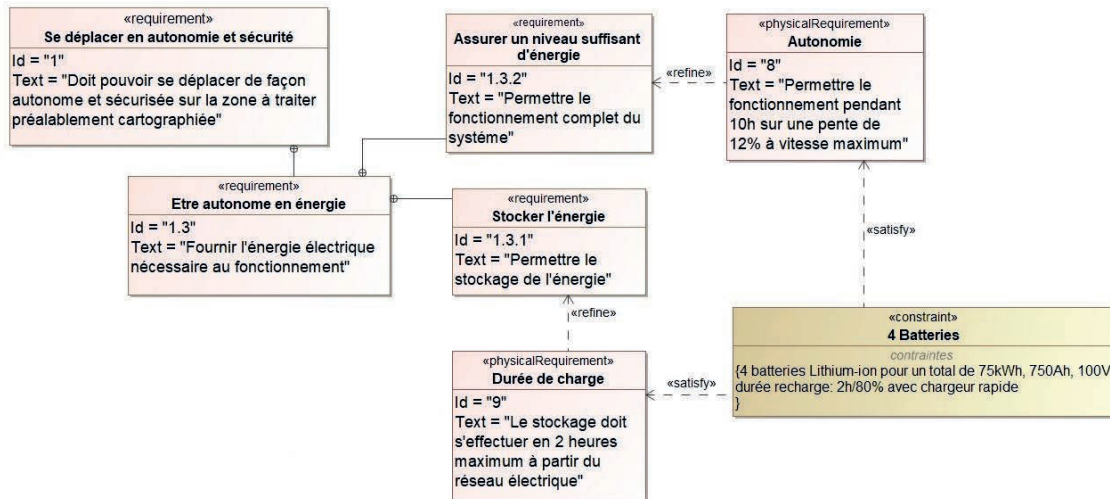 «requirement»
Se déplacer en autonomie et sécurité
Id = "1"
Text = "Doit pouvoir se déplacer de façon
autonome et sécurisée sur la zone à traiter
préalablement cartographiée"
«requirement»
Assurer un niveau suffisant
d'énergie
Id = "1.3.2"
Text = "Permettre le
fonctionnement complet du
systéme"
«refine»
«physicalRequirement»
Autonomie
Id = "8"
Text = "Permettre le
fonctionnement pendant
10h sur une pente de
12% à vitesse maximum"
«requirement»
Etre autonome en énergie
Id = "1.3"
Text = "Fournir l'énergie électrique
nécessaire au fonctionnement"
«requirement»
Stocker l'énergie
Id = "1.3.1"
Text = "Permettre le
stockage de l'énergie"
«satisfy»
«refine»
«constraint»
4 Batteries
contraintes
{4 batteries Lithium-ion pour un total de 75kWh, 750Ah, 100V
durée recharge: 2h/80% avec chargeur rapide
}
«physicalRequirement»
Durée de charge
Id = "9"
Text = "Le stockage doit
s'effectuer en 2 heures
maximum à partir du
réseau électrique"
«satisfy»